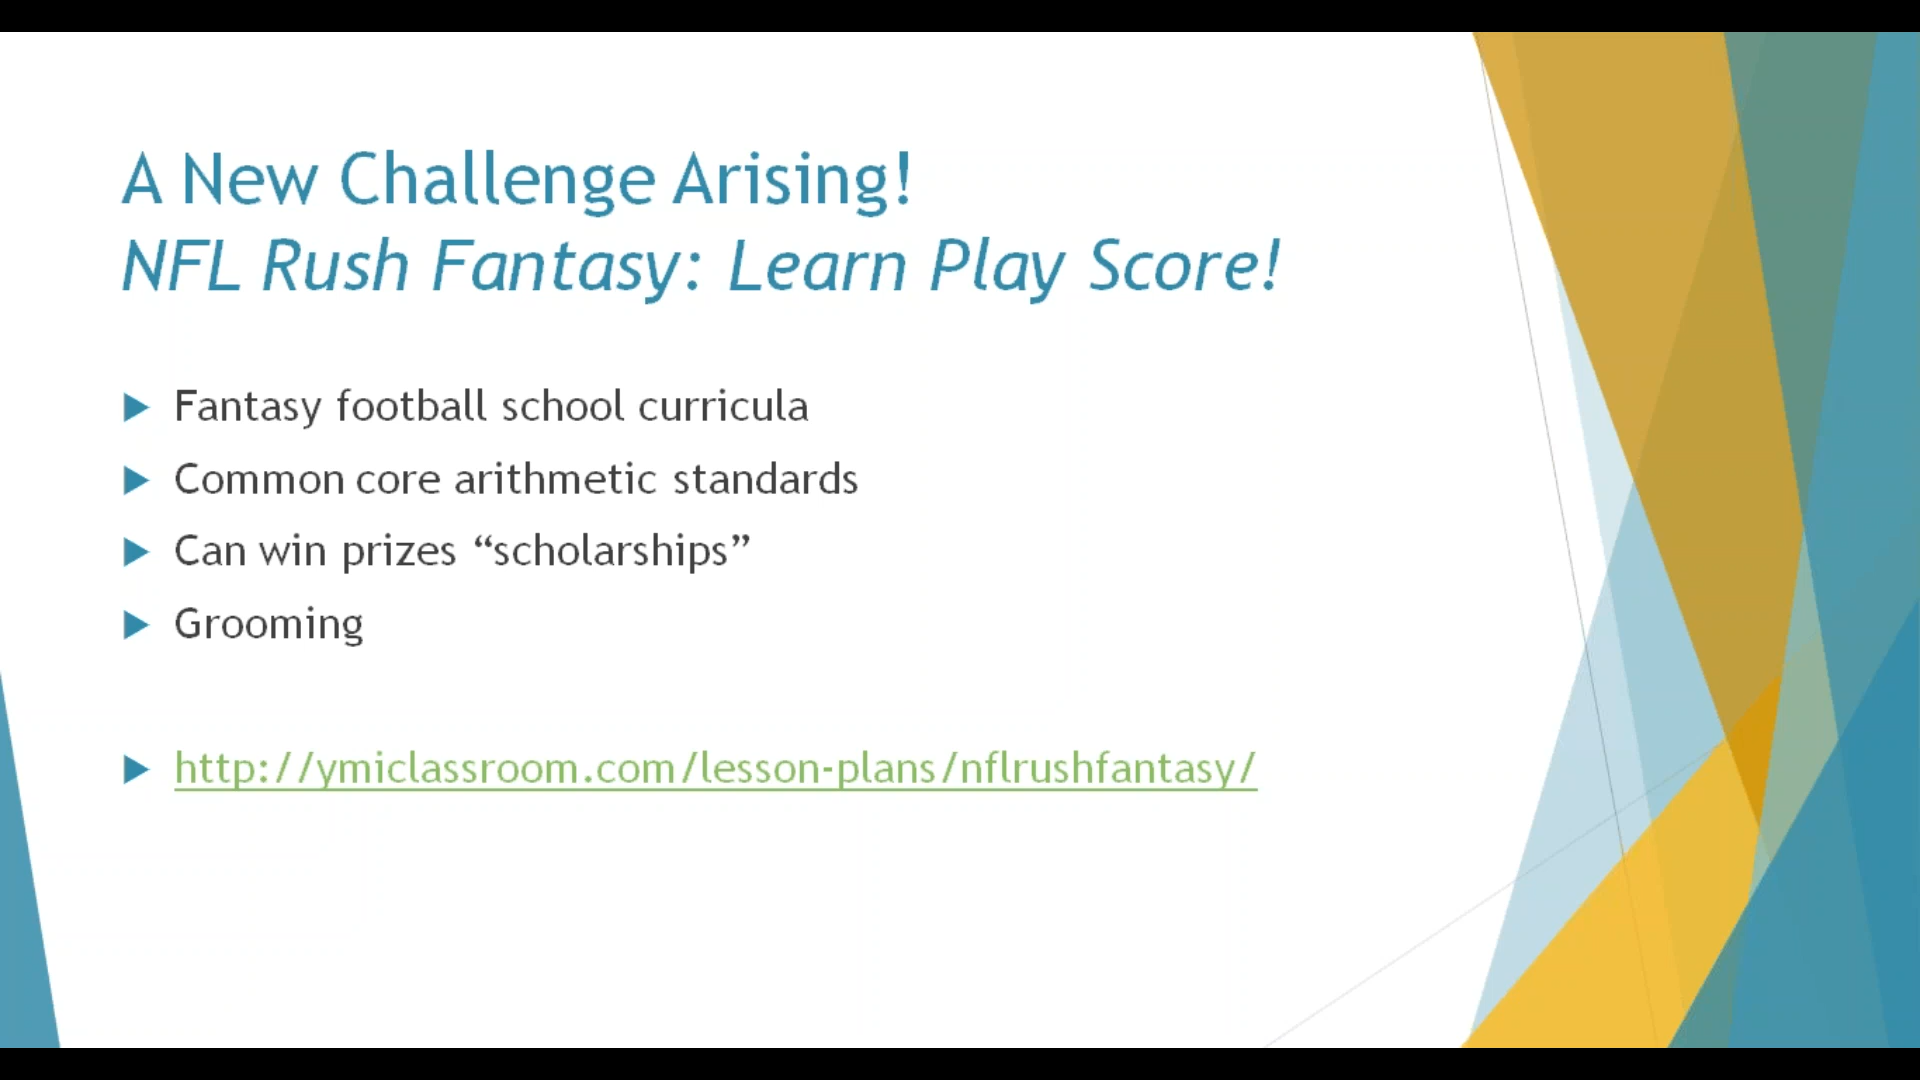 A New Challenge Arising!
NFL Rush Fantasy: Learn Play Score!
Fantasy football school curricula
Common core arithmetic standards
Can win prizes “scholarships”
Grooming
http://ymiclassroom.com/lesson-plans/nflrushfantasy/